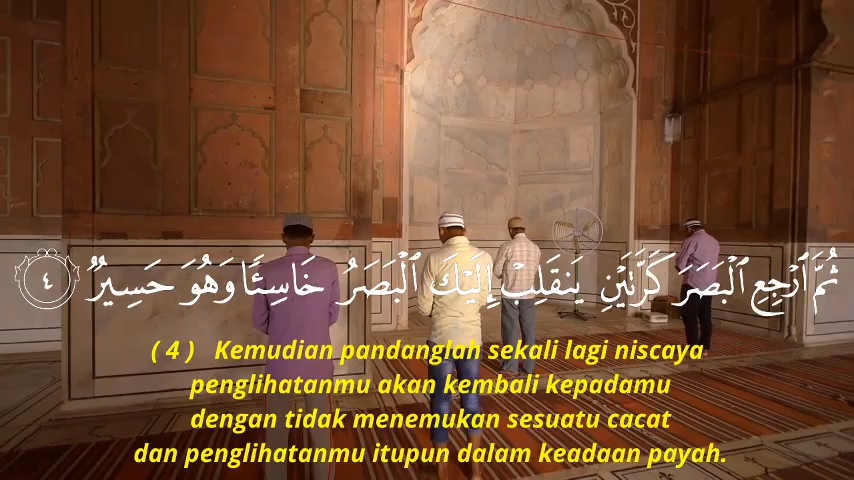 ثُمَّ ٱرْجِعِ ٱلْبَصَرَ كَرَّتَيْنِ يَنقَلِبْ إِلَيْكَ ٱلْبَصَرُ خَاسِئًا وَهُوَ حَسِيرٌ ٤
( 4 ) Kemudian pandanglah sekali lagi niscaya
penglihatanmu akan kembali kepadamu
dengan tidak menemukan sesuatu cacat
dan penglihatanmu itupun dalam keadaan payah.